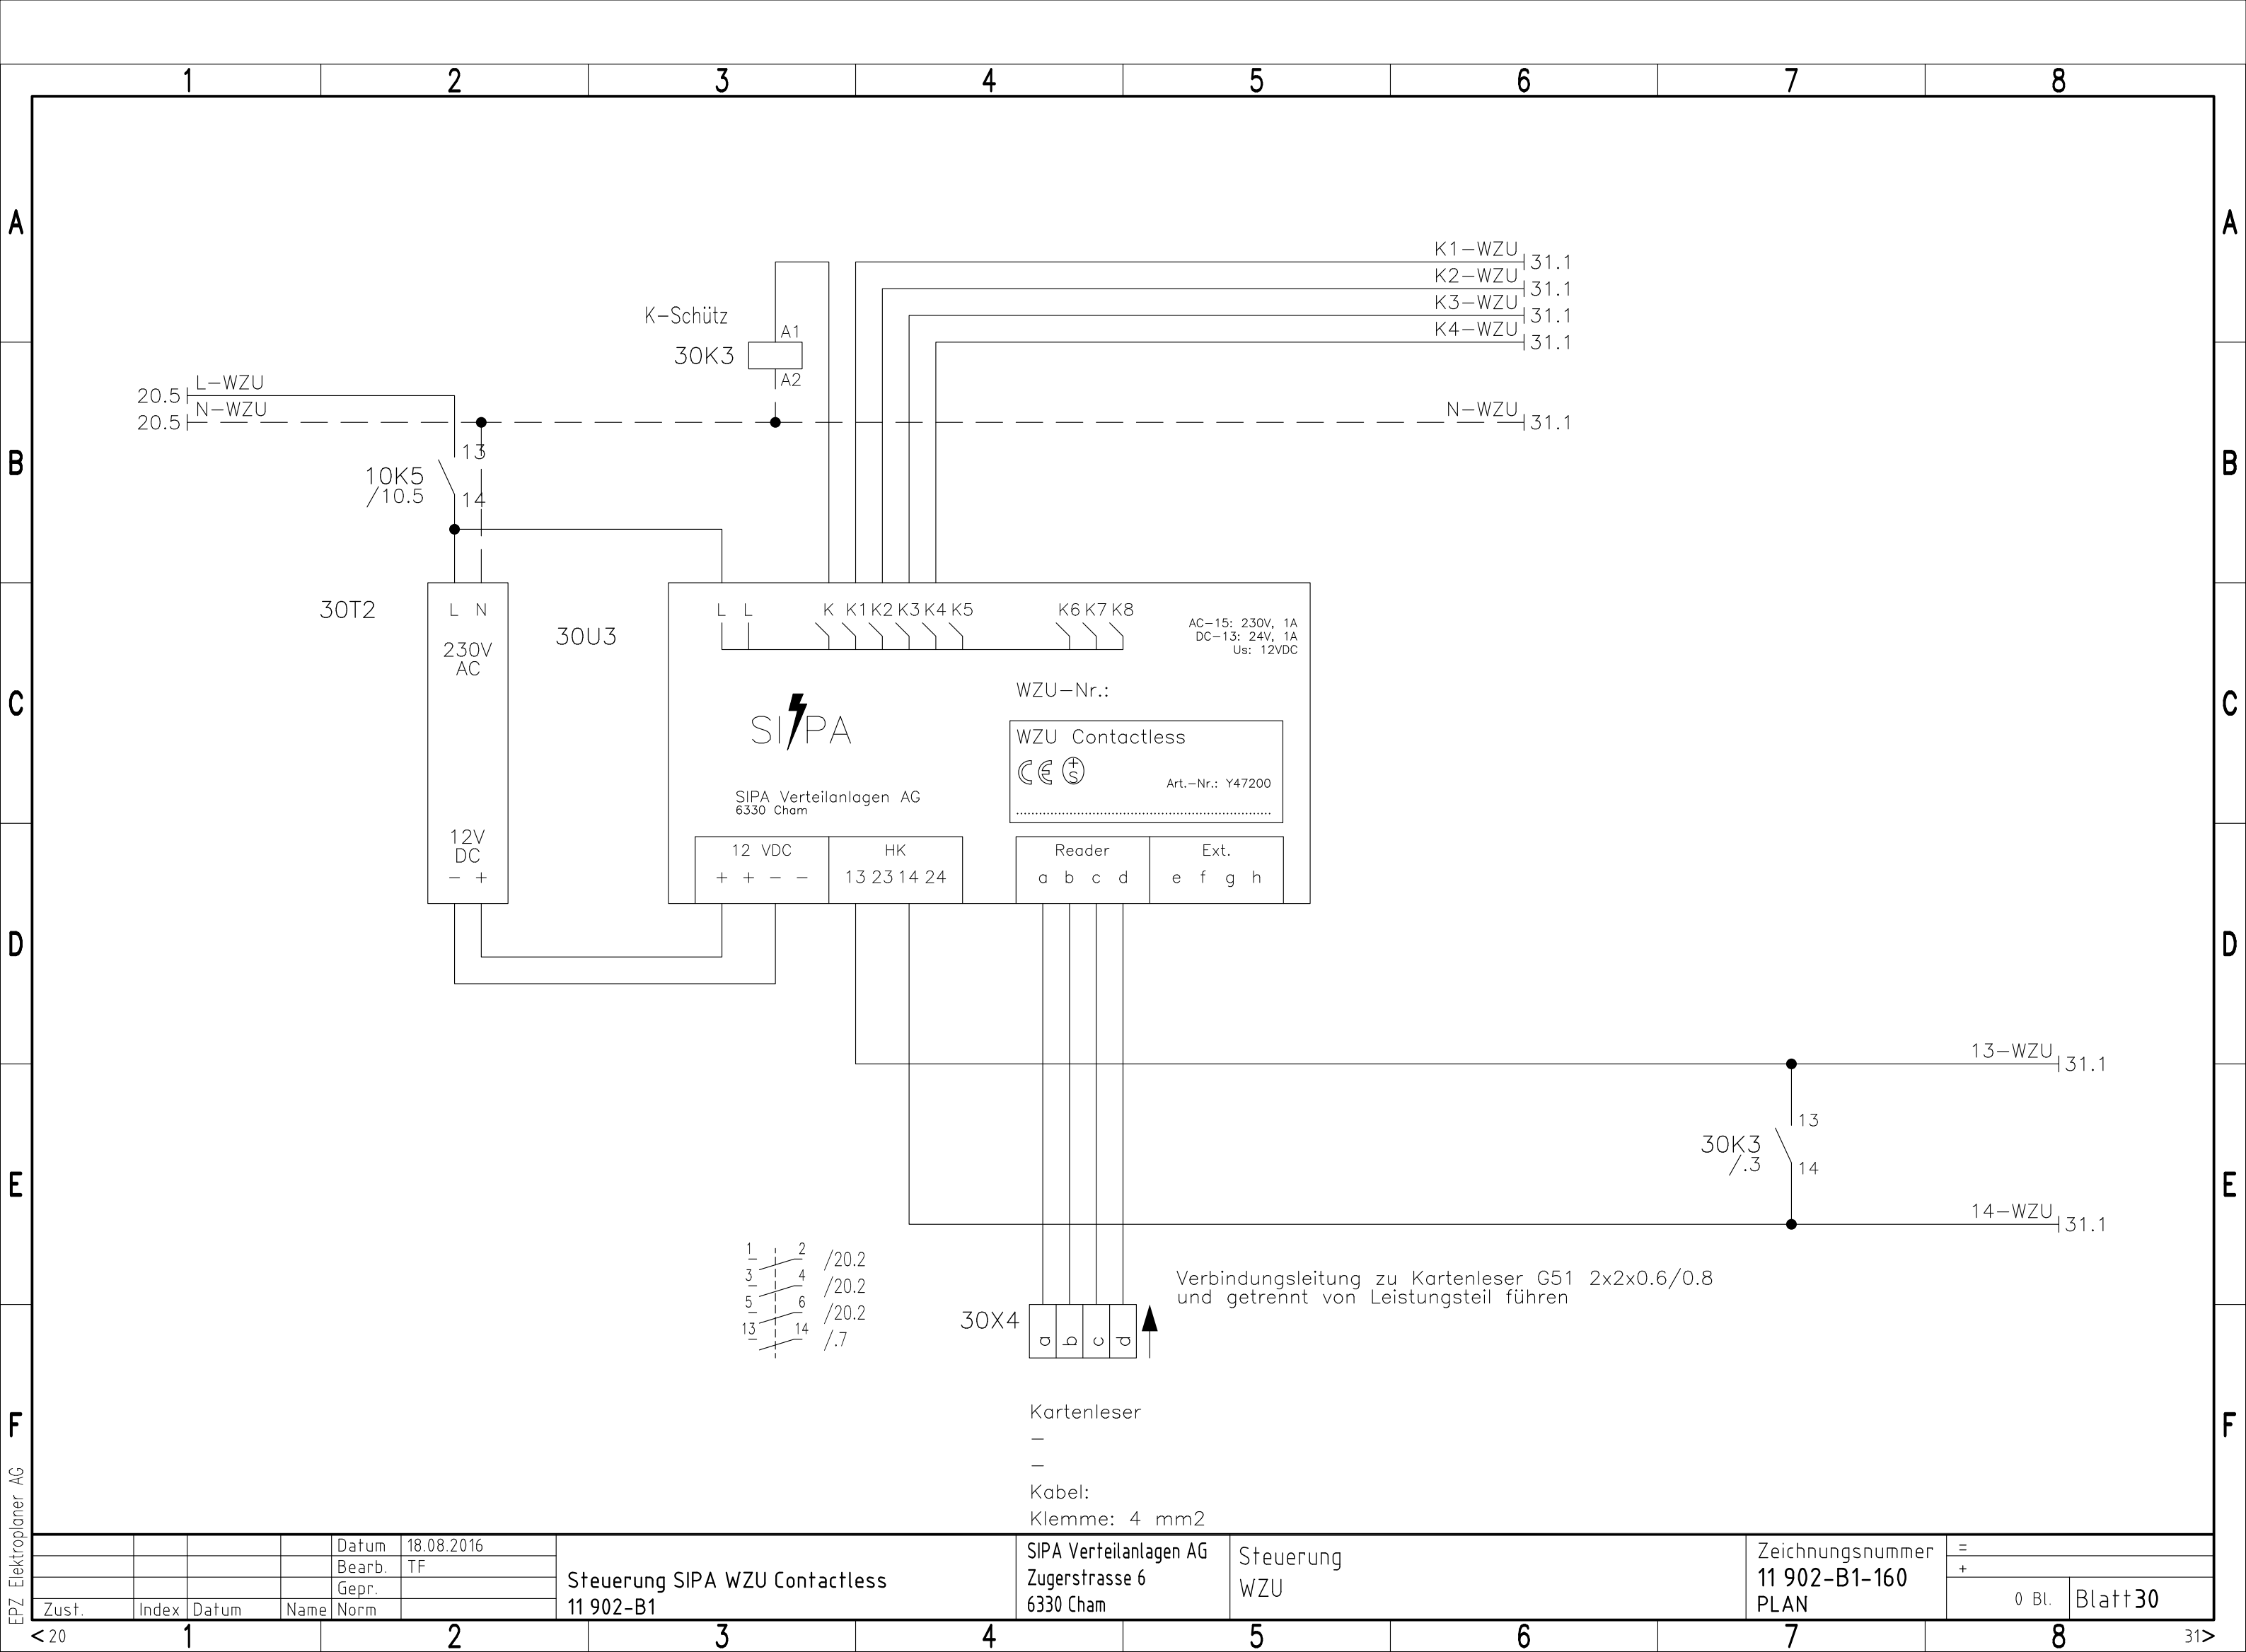 1 2 3 4 5 6 7 8
A A
K1-WZU 31.1
K2-WZU 31.1
K3-WZU 31.1
K4-WZU 31.1
K-Schütz
A1
30K3
A2
20.5 L-WZU
20.5 N-WZU
N-WZU 31.1
B B
13
10K5
/10.5
14
30T2
L N
230V
AC
12V
DC
- +
30U3
L L K K1 K2 K3 K4 K5 K6 K7 K8
AC-15: 230V, 1A
DC-13: 24V, 1A
Us: 12VDC
WZU-Nr.:
C C
SIPA
WZU Contactless
CE +S
Art.-Nr.: Y47200
SIPA Verteilanlagen AG
6330 Cham
12 VDC HK Reader Ext.
+ + - - 13 23 14 24 a b c d e f g h
D D
13-WZU 31.1
13
30K3
/.3
14
E E
14-WZU 31.1
1 2 /20.2
3 4 /20.2
5 6 /20.2
13 14 /.7
Verbindungsleitung zu Kartenleser G51 2x2x0.6/0.8
und getrennt von Leistungsteil führen
30X4
a b c d
F F
Kartenleser
-
-
Kabel:
Klemme: 4 mm2
EPZ Elektroplaner AG
Datum 18.08.2016
Bearb. TF
Gepr.
Zust. Index Datum Name Norm
Steuerung SIPA WZU Contactless
11 902-B1
SIPA Verteilanlagen AG
Zugerstrasse 6
6330 Cham
Steuerung
WZU
Zeichnungsnummer
11 902-B1-160
PLAN
=
+
0 Bl. Blatt 30
<20 1 2 3 4 5 6 7 8 31>